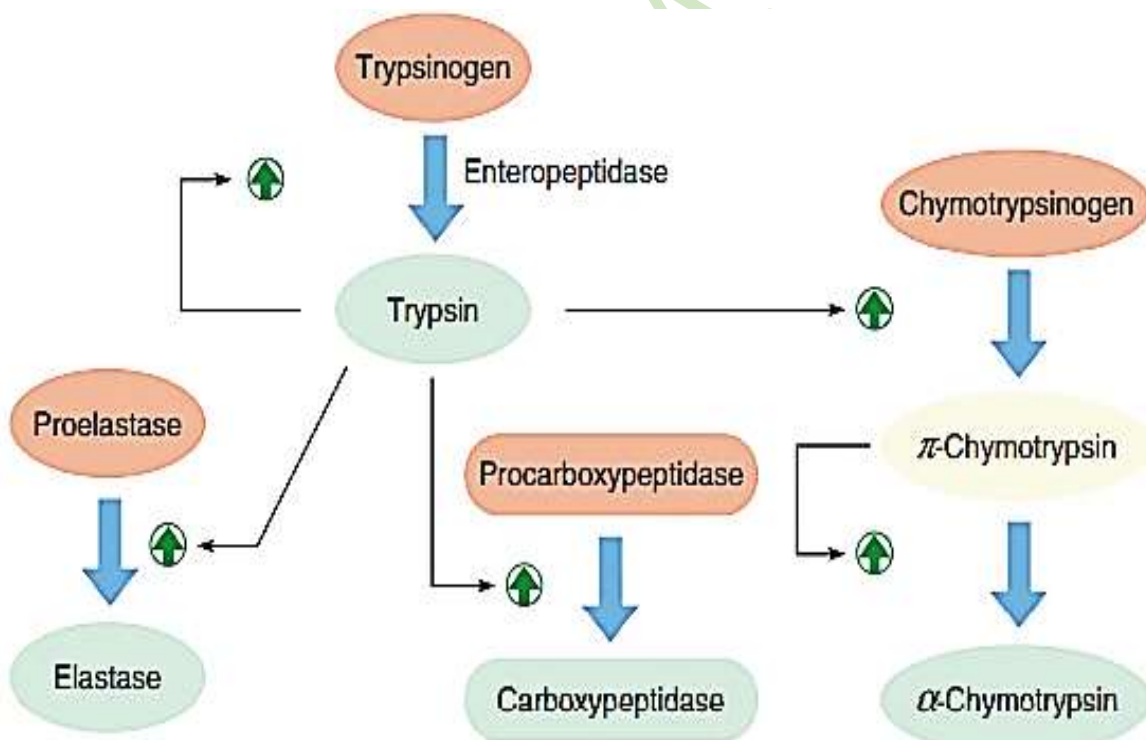 Trypsinogen
Enteropeptidase
Chymotrypsinogen
Trypsin
Proelastase
π-Chymotrypsin
Procarboxypeptidase
Elastase
Carboxypeptidase
α-Chymotrypsin